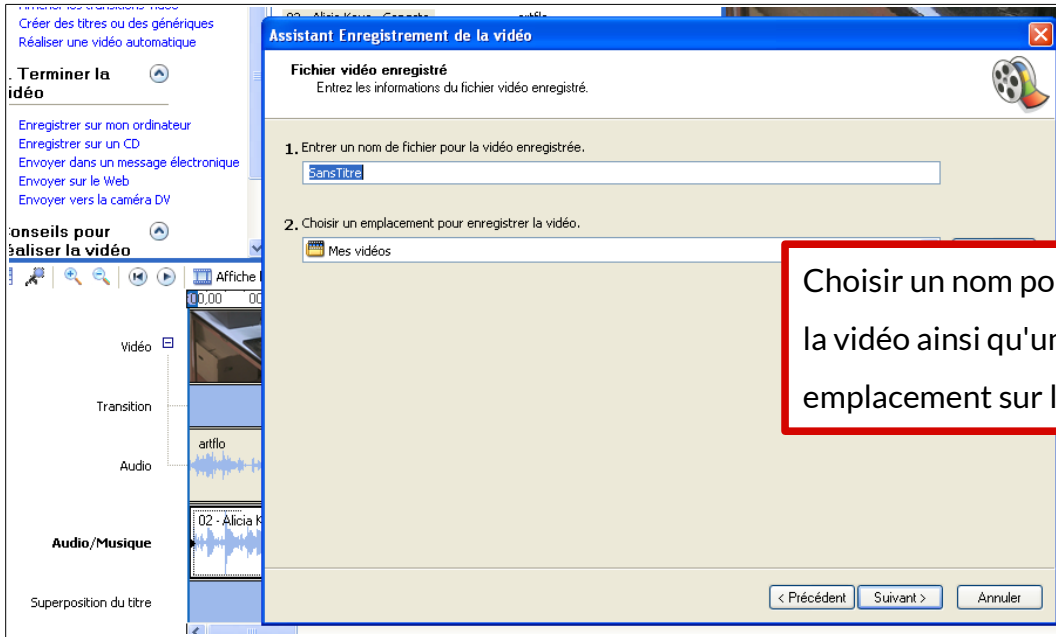 Créer des titres ou des génériques
Réaliser une vidéo automatique
. Terminer la
idéo
Enregistrer sur mon ordinateur
Enregistrer sur un CD
Envoyer dans un message électronique
Envoyer sur le Web
Envoyer vers la caméra DV
onseils pour
éaliser la vidéo
Assistant Enregistrement de la vidéo
Fichier vidéo enregistré
Entrez les informations du fichier vidéo enregistré.
1. Entrer un nom de fichier pour la vidéo enregistrée.
SansTitre
2. Choisir un emplacement pour enregistrer la vidéo.
Mes vidéos
Choisir un nom po
la vidéo ainsi qu'un
emplacement sur l
Affiche
00,00 00
Vidéo
Transition
artflo
Audio
02 - Alicia K
Audio/Musique
Superposition du titre
< Précédent Suivant > Annuler